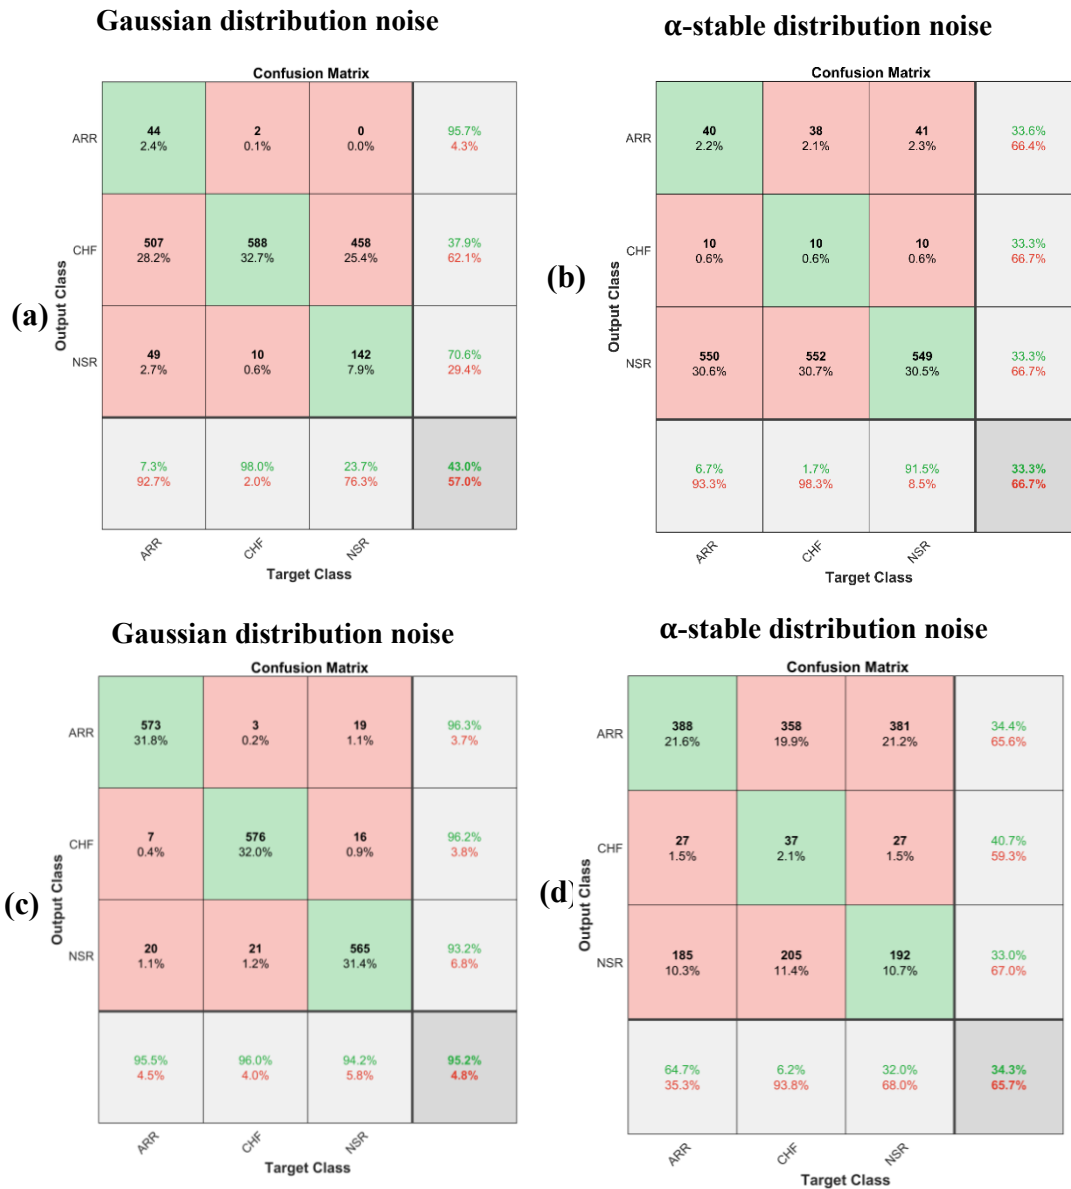 Gaussian distribution noise
Confusion Matrix
ARR 44 2 0 95.7%
2.4% 0.1% 0.0% 4.3%
CHF 507 588 458 37.9%
28.2% 32.7% 25.4% 62.1%
(a)
Output Class
NSR 49 10 142 70.6%
2.7% 0.6% 7.9% 29.4%
7.3% 98.0% 23.7% 43.0%
92.7% 2.0% 76.3% 57.0%
ARR CHF NSR
Target Class
α-stable distribution noise
Confusion Matrix
ARR 40 38 41 33.6%
2.2% 2.1% 2.3% 66.4%
CHF 10 10 10 33.3%
0.6% 0.6% 0.6% 66.7%
(b)
Output Class
NSR 550 552 549 33.3%
30.6% 30.7% 30.5% 66.7%
6.7% 1.7% 91.5% 33.3%
93.3% 98.3% 8.5% 66.7%
ARR CHF NSR
Target Class
Gaussian distribution noise
Confusion Matrix
ARR 573 3 19 96.3%
31.8% 0.2% 1.1% 3.7%
CHF 7 576 16 96.2%
0.4% 32.0% 0.9% 3.8%
(c)
Output Class
NSR 20 21 565 93.2%
1.1% 1.2% 31.4% 6.8%
95.5% 96.0% 94.2% 95.2%
4.5% 4.0% 5.8% 4.8%
ARR CHF NSR
Target Class
α-stable distribution noise
Confusion Matrix
ARR 388 358 381 34.4%
21.6% 19.9% 21.2% 65.6%
CHF 27 37 27 40.7%
1.5% 2.1% 1.5% 59.3%
(d)
Output Class
NSR 185 205 192 33.0%
10.3% 11.4% 10.7% 67.0%
64.7% 6.2% 32.0% 34.3%
35.3% 93.8% 68.0% 65.7%
ARR CHF NSR
Target Class